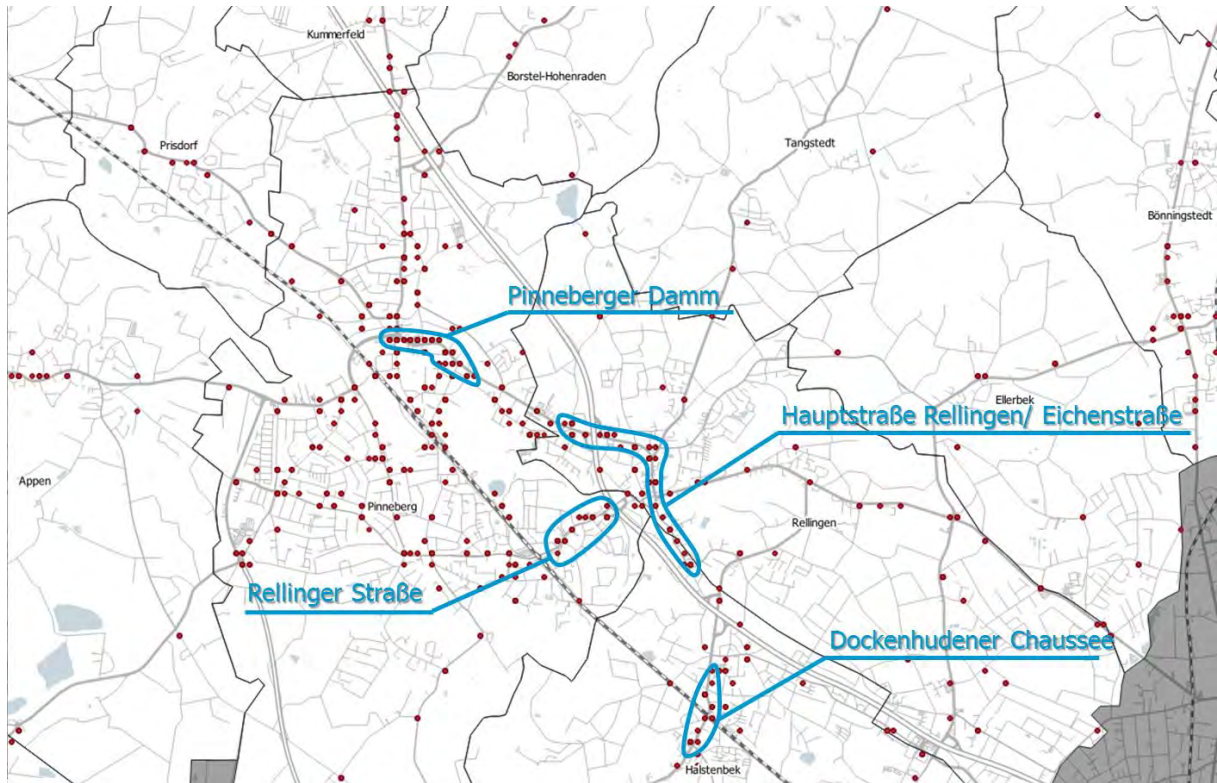 Kummerfeld
Borstel-Hohenraden
Prisdorf
Tangstedt
Bönningstedt
Pinneberger Damm
Ellerbek
Hauptstraße Rellingen/ Eichenstraße
Appen
Pinneberg
Rellingen
Rellinger Straße
Dockenhudener Chaussee
Halstenbek